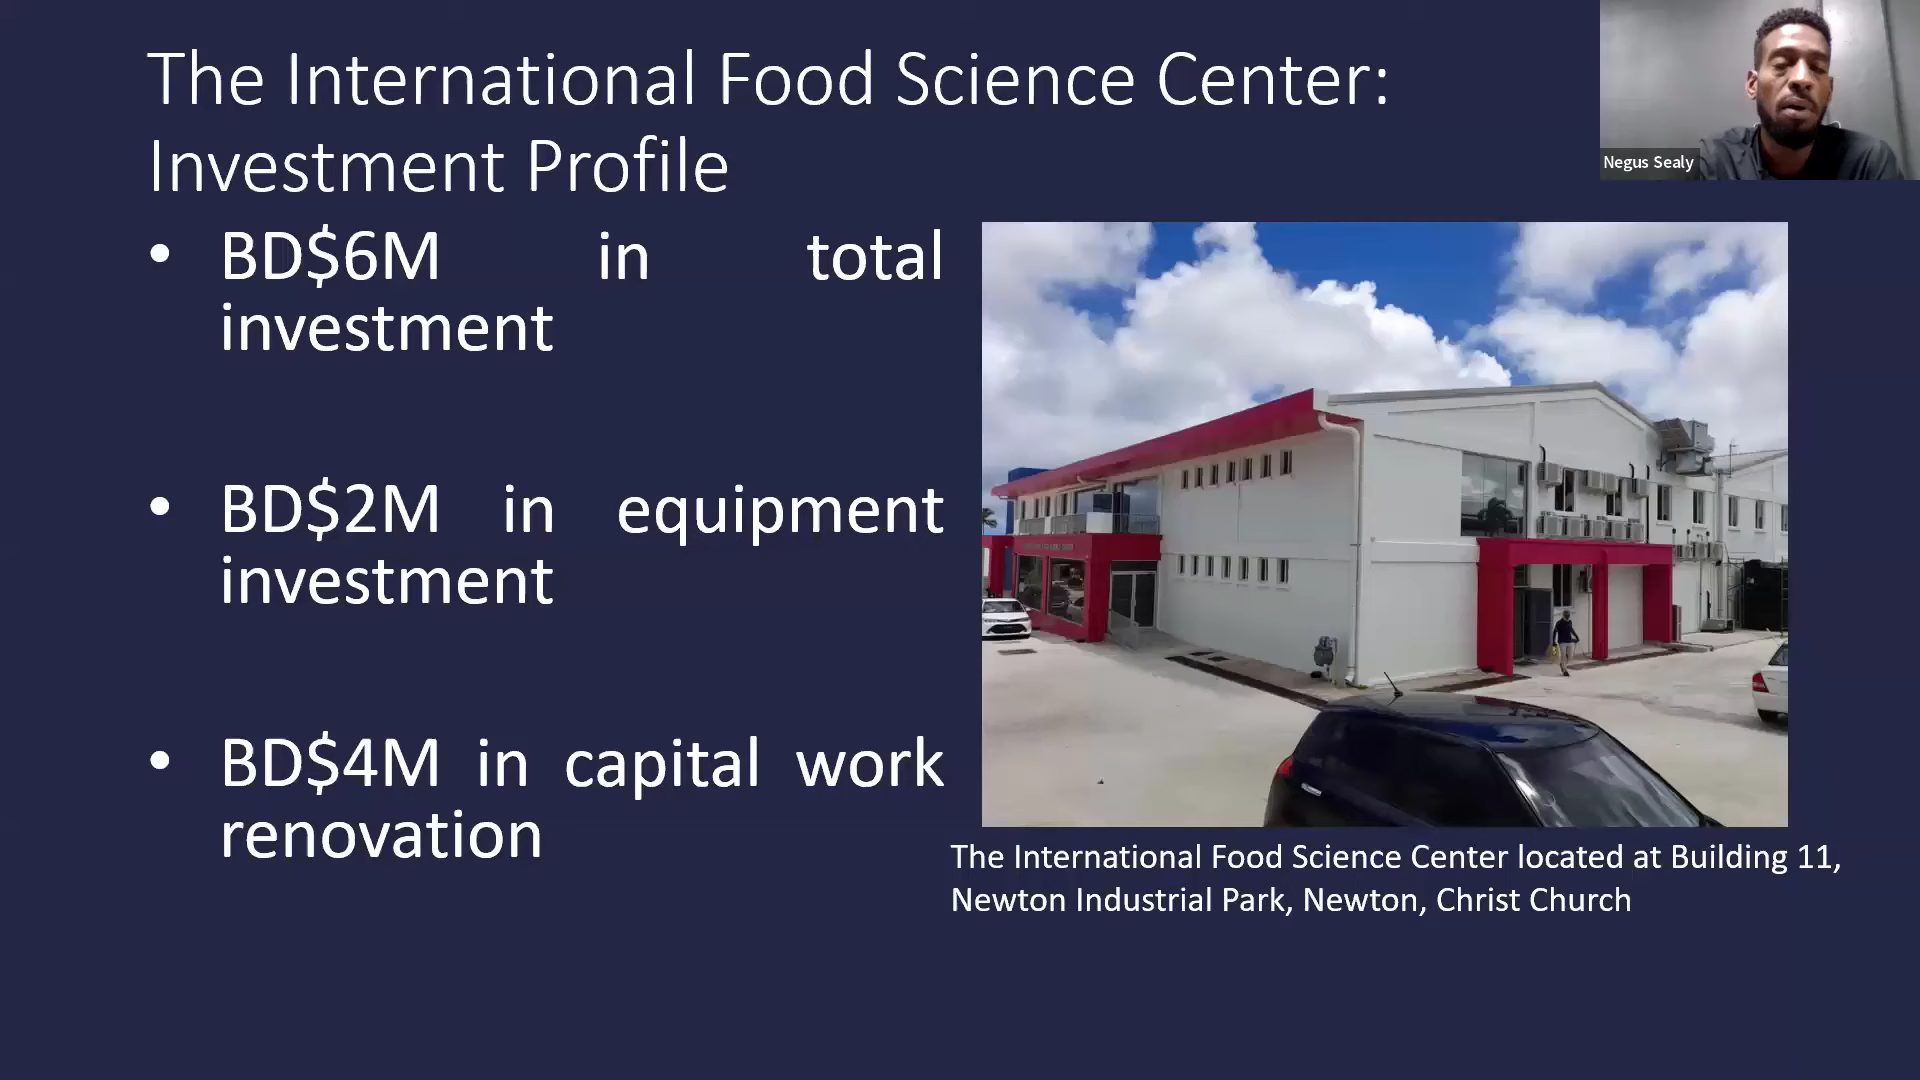 The International Food Science Center:
Investment Profile
Negus Sealy
• BD$6M in total
investment
• BD$2M in equipment
investment
• BD$4M in capital work
renovation
The International Food Science Center located at Building 11,
Newton Industrial Park, Newton, Christ Church